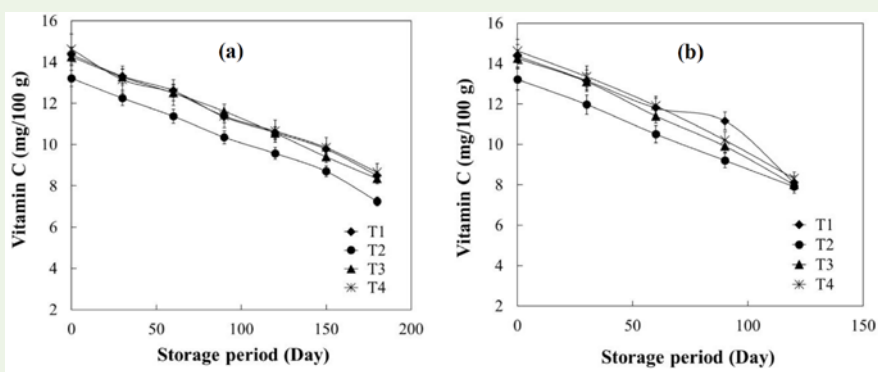 (a)
Vitamin C (mg/100 g)
16
14
12
10
8
6
4
2
T1
T2
T3
T4
0
50
100
150
200
Storage period (Day)
(b)
Vitamin C (mg/100 g)
16
14
12
10
8
6
4
2
T1
T2
T3
T4
0
50
100
150
Storage period (Day)